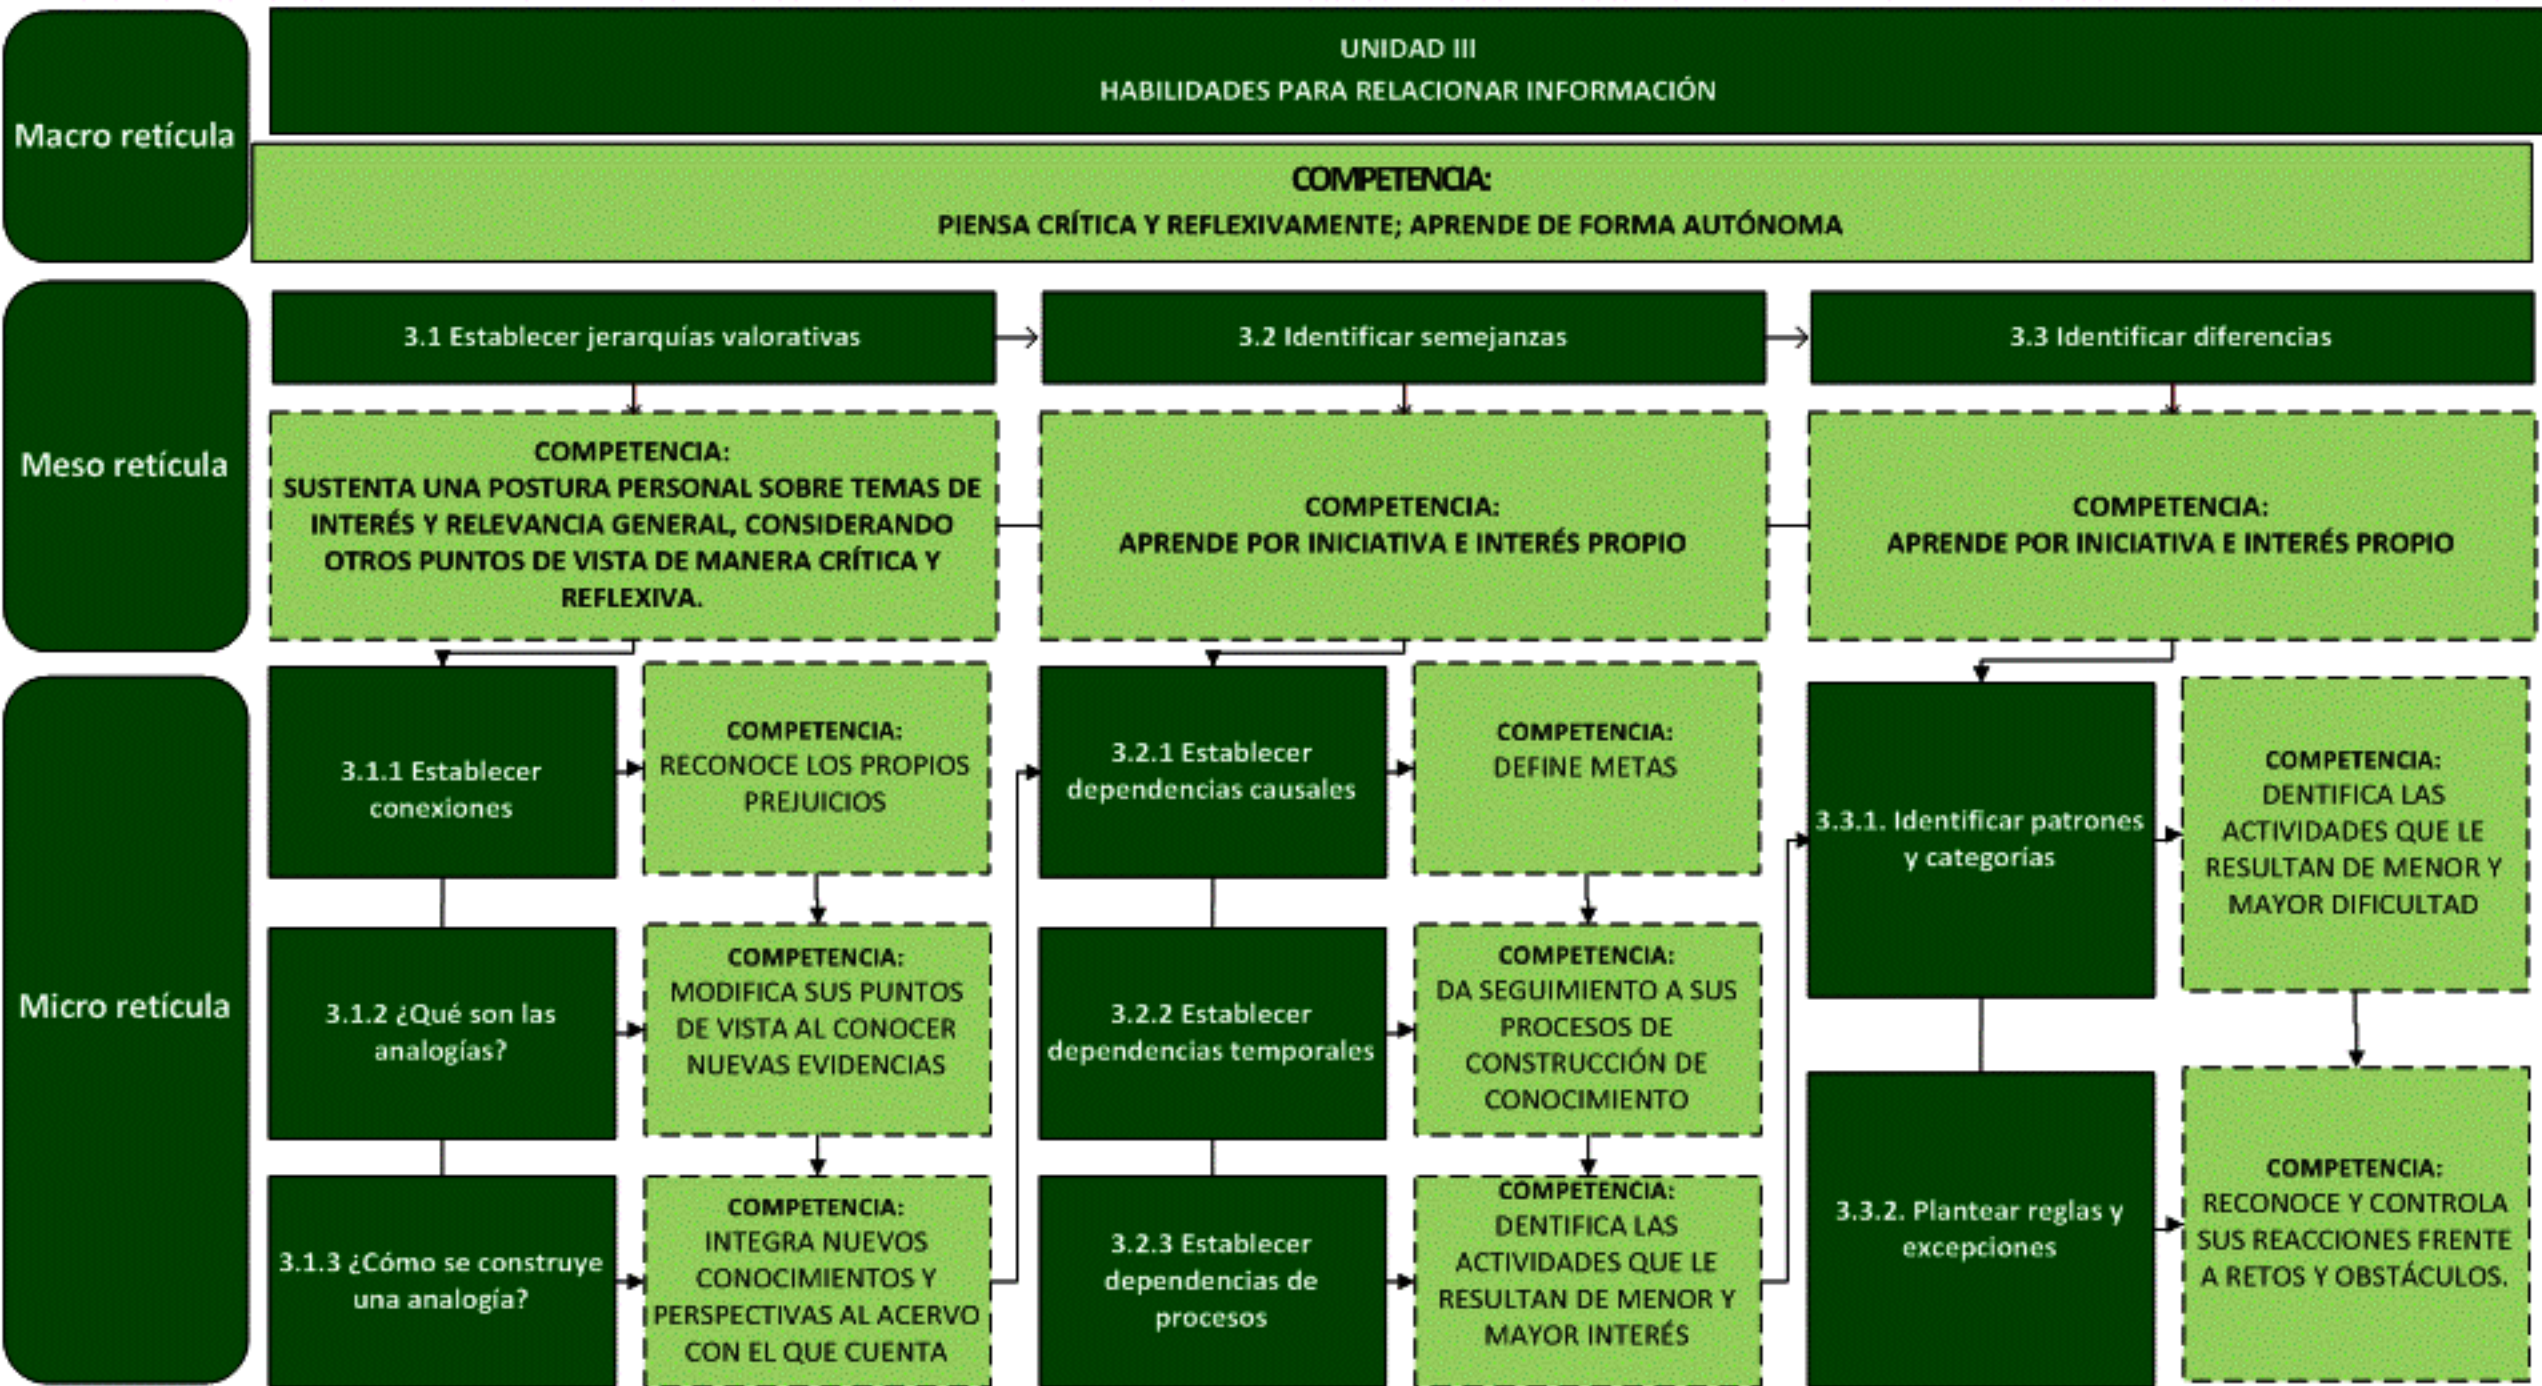 Macro retícula
UNIDAD III
HABILIDADES PARA RELACIONAR INFORMACIÓN
COMPETENCIA:
PIENSA CRÍTICA Y REFLEXIVAMENTE; APRENDE DE FORMA AUTÓNOMA
Meso retícula
3.1 Establecer jerarquías valorativas
3.2 Identificar semejanzas
3.3 Identificar diferencias
COMPETENCIA:
SUSTENTA UNA POSTURA PERSONAL SOBRE TEMAS DE
INTERÉS Y RELEVANCIA GENERAL, CONSIDERANDO
OTROS PUNTOS DE VISTA DE MANERA CRÍTICA Y
REFLEXIVA.
COMPETENCIA:
APRENDE POR INICIATIVA E INTERÉS PROPIO
COMPETENCIA:
APRENDE POR INICIATIVA E INTERÉS PROPIO
Micro retícula
3.1.1 Establecer
conexiones
COMPETENCIA:
RECONOCE LOS PROPIOS
PREJUICIOS
3.1.2 ¿Qué son las
analogías?
COMPETENCIA:
MODIFICA SUS PUNTOS
DE VISTA AL CONOCER
NUEVAS EVIDENCIAS
3.1.3 ¿Cómo se construye
una analogía?
COMPETENCIA:
INTEGRA NUEVOS
CONOCIMIENTOS Y
PERSPECTIVAS AL ACERVO
CON EL QUE CUENTA
3.2.1 Establecer
dependencias causales
COMPETENCIA:
DEFINE METAS
3.2.2 Establecer
dependencias temporales
COMPETENCIA:
DA SEGUIMIENTO A SUS
PROCESOS DE
CONSTRUCCIÓN DE
CONOCIMIENTO
3.2.3 Establecer
dependencias de
procesos
COMPETENCIA:
DENTIFICA LAS
ACTIVIDADES QUE LE
RESULTAN DE MENOR Y
MAYOR INTERÉS
3.3.1. Identificar patrones
y categorías
COMPETENCIA:
DENTIFICA LAS
ACTIVIDADES QUE LE
RESULTAN DE MENOR Y
MAYOR DIFICULTAD
3.3.2. Plantear reglas y
excepciones
COMPETENCIA:
RECONOCE Y CONTROLA
SUS REACCIONES FRENTE
A RETOS Y OBSTÁCULOS.